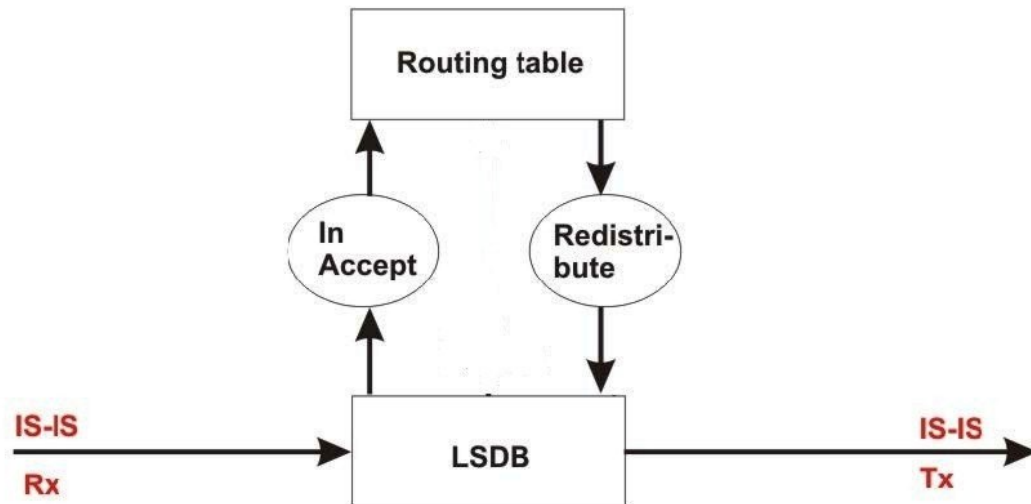 Routing table
In
Accept
Redistri-
bute
IS-IS
Rx
LSDB
IS-IS
Tx